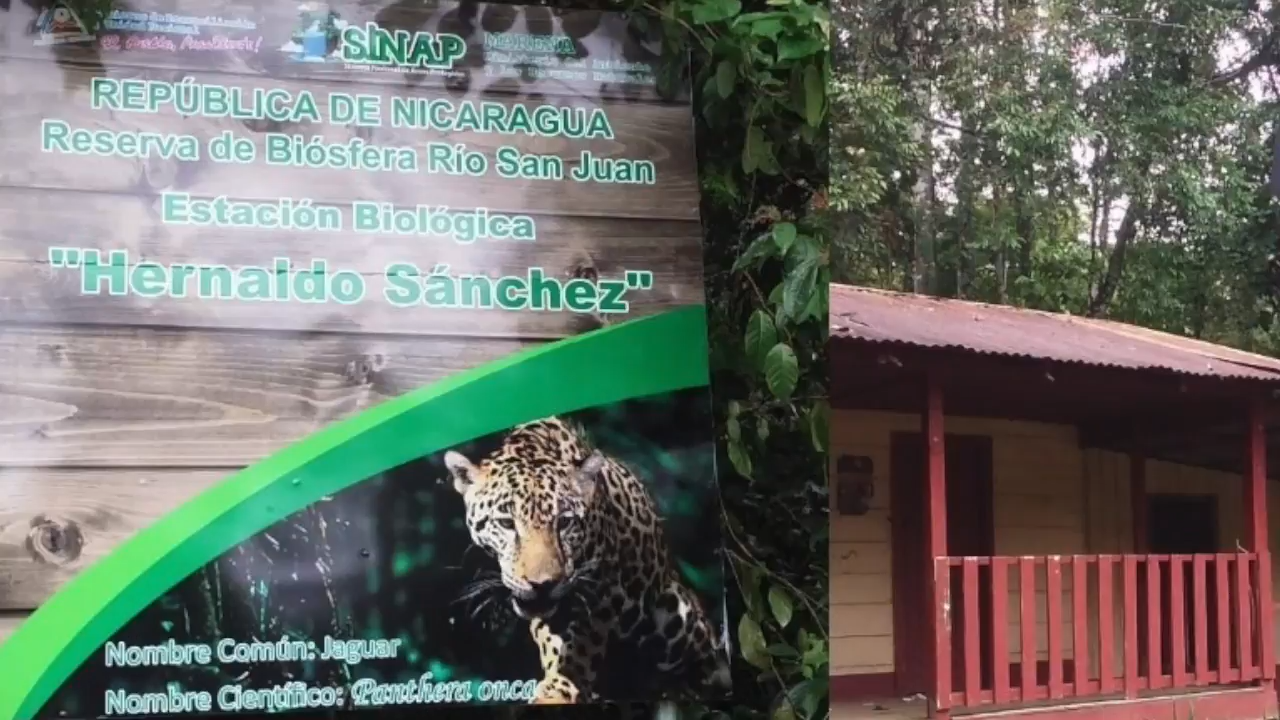 SINAP
MARENA
REPÚBLICA DE NICARAGUA
Reserva de Biósfera Río San Juan
Estación Biológica
"Hernaldo Sánchez"
Nombre Común: Jaguar
Nombre Científico: Panthera onca